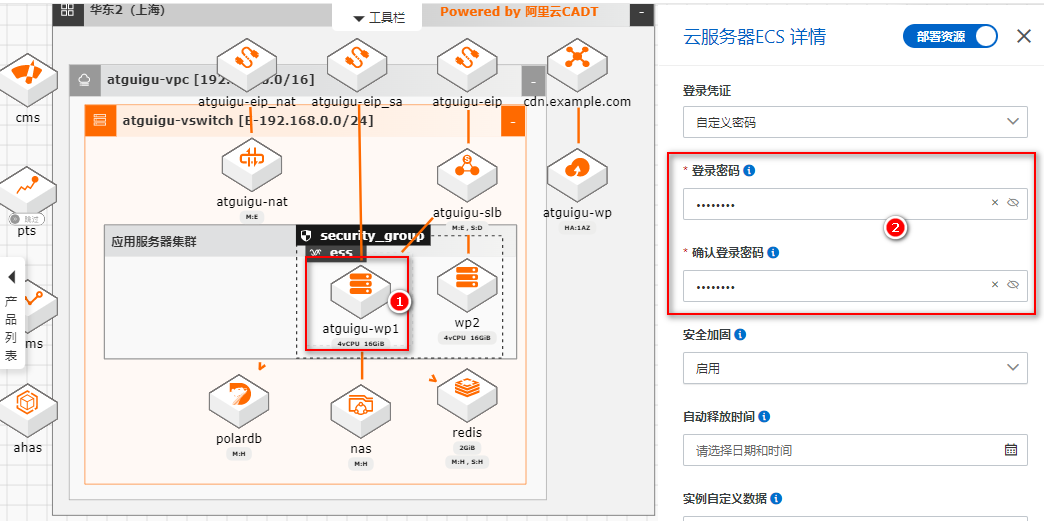 华东2（上海）
工具栏
Powered by 阿里云CADT
-
atguigu-vpc [192.168.0.0/16]
-
atguigu-eip_nat
atguigu-eip_sa
atguigu-eip
cdn.example.com
cms
atguigu-vswitch [E-192.168.0.0/24]
-
atguigu-nat
M:E
atguigu-slb
M:E , S:D
atguigu-wp
HA:1AZ
跳过
pts
应用服务器集群
security_group
ess
atguigu-wp1
4vCPU 16GiB
1
wp2
4vCPU 16GiB
产品列表
ms
ahas
polardb
M:H
nas
M:H
redis
2GiB
M:H , S:H
云服务器ECS 详情
部署资源
登录凭证
自定义密码
* 登录密码
••••••••
2
* 确认登录密码
••••••••
安全加固
启用
自动释放时间
请选择日期和时间
实例自定义数据